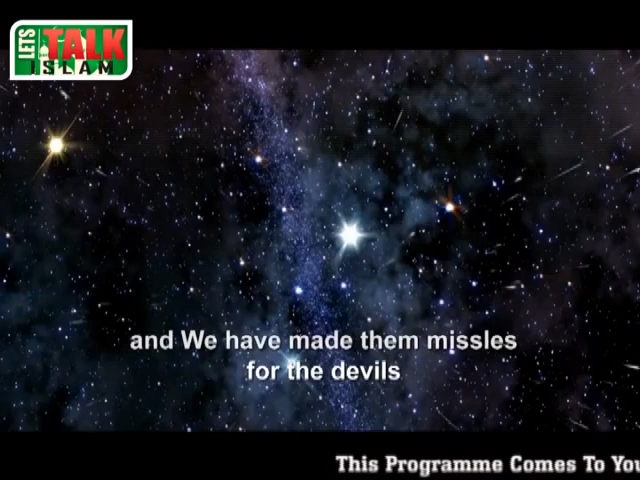 LETS
TALK
ISLAM
and We have made them missles
for the devils
This Programme Comes To You